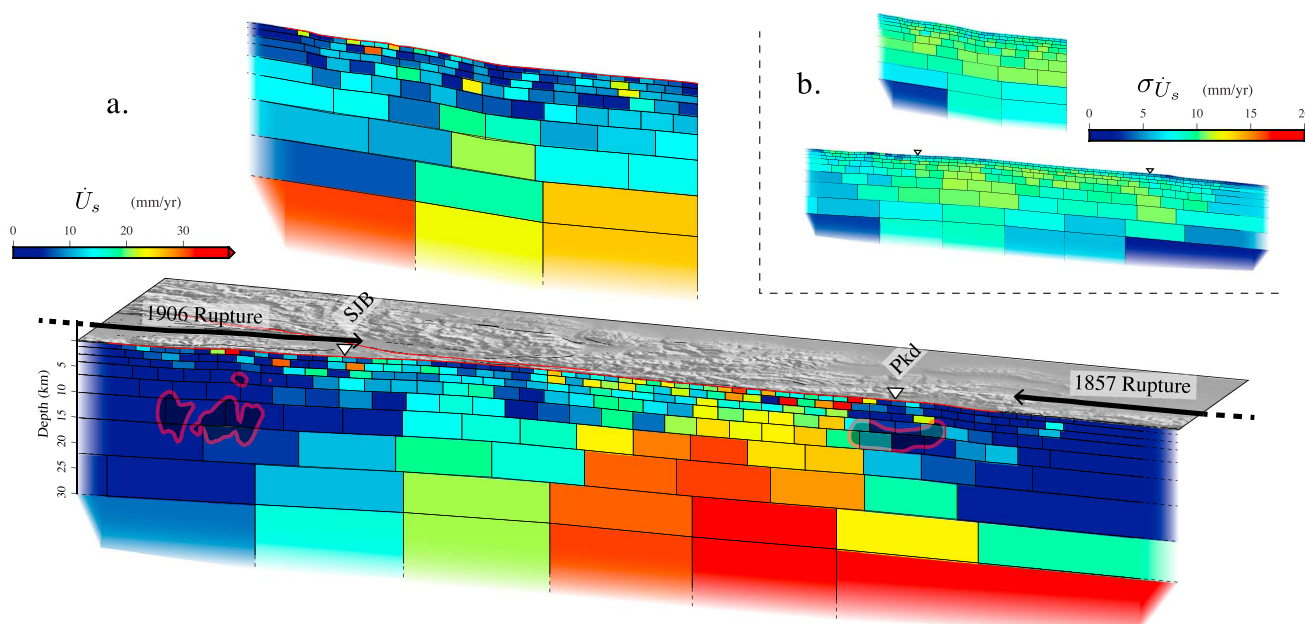 a.
b.
σU̇ₛ (mm/yr)
0 5 10 15 20
U̇ₛ (mm/yr)
0 10 20 30
1906 Rupture
SJB
Pkd
1857 Rupture
Depth (km)
5
10
15
20
25
30